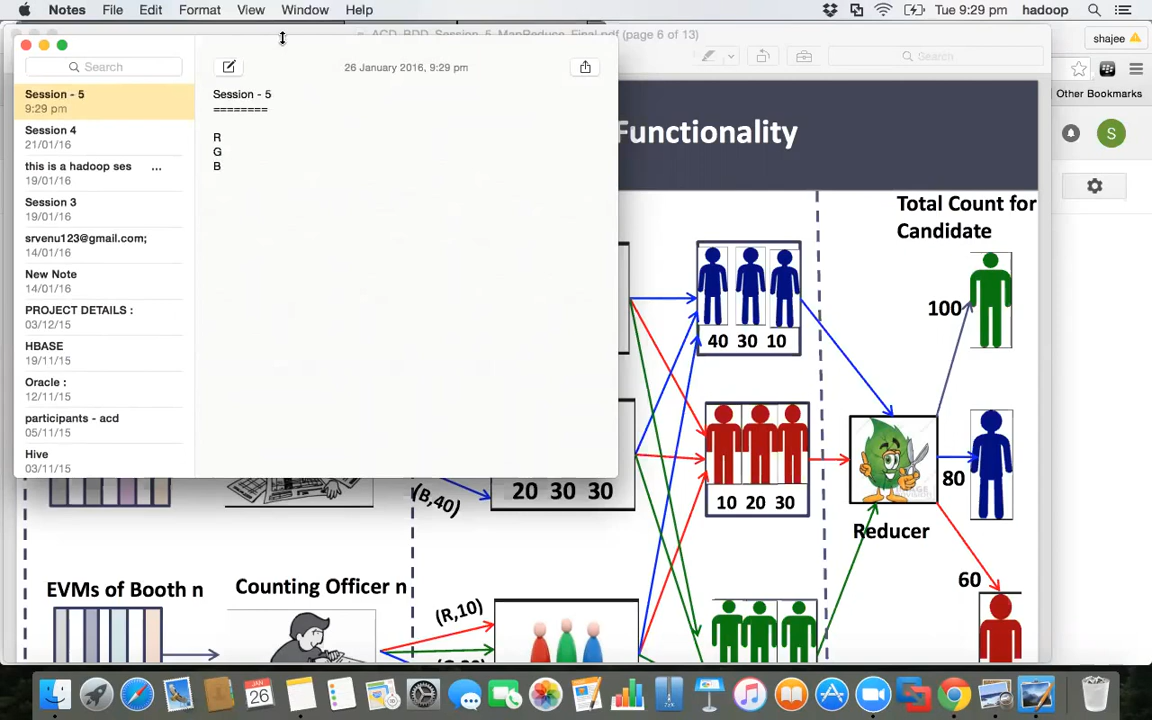 Notes File Edit Format View Window Help
Tue 9:29 pm hadoop
ACD_BDD_Session_5_MapReduce_Final.pdf (page 6 of 13)
shajee
Search
26 January 2016, 9:29 pm
Search
Other Bookmarks
Session - 5
9:29 pm
Session 4
21/01/16
this is a hadoop ses ...
19/01/16
Session 3
19/01/16
srvenu123@gmail.com;
14/01/16
New Note
14/01/16
PROJECT DETAILS :
03/12/15
HBASE
19/11/15
Oracle :
12/11/15
participants - acd
05/11/15
Hive
03/11/15
Session - 5
========
R
G
B
Functionality
S
Total Count for
Candidate
100
40 30 10
80
10 20 30
Reducer
60
(B,40)
20 30 30
EVMs of Booth n
Counting Officer n
(R,10)
26